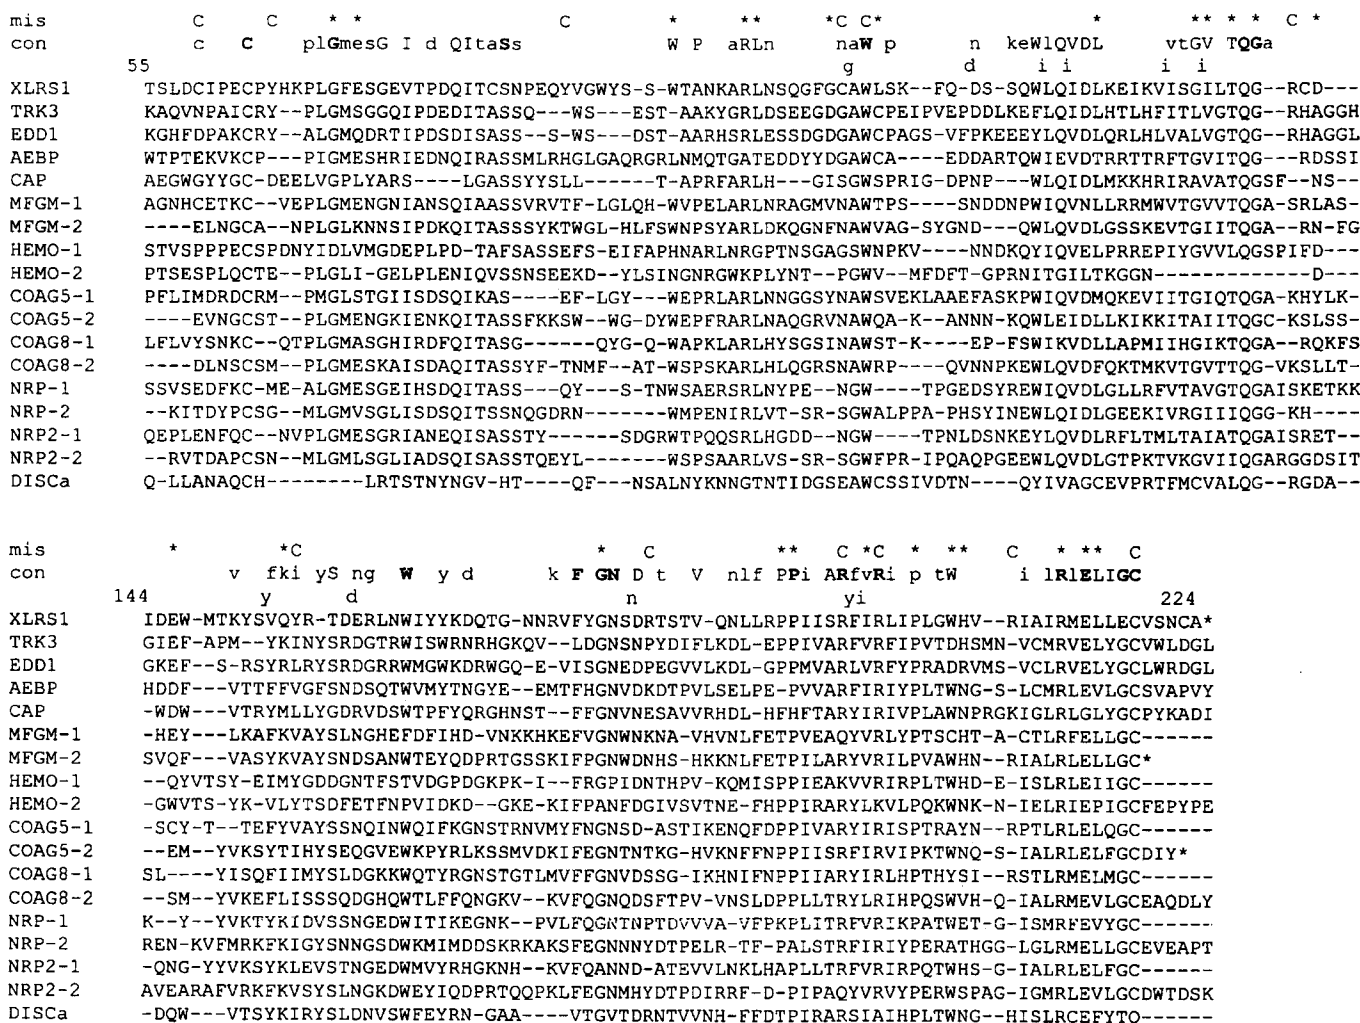 mis C C * * C * ** *C C* * ** * * C *
con c C plGmesG I d QItaSs W P aRLn naW p n keWlQVDL vtGV TQGa
55 g d i i i i
XLRS1 TSLDCIPECPYHKPLGFESGEVTPDQITCSNPEQYVGWYS-S-WTANKARLNSQGFGCAWLSK--FQ-DS-SQWLQIDLKEIKVISGILTQG--RCD---
TRK3 KAQVNPAICRY--PLGMSGGQIPDEDITASSQ---WS---EST-AAKYGRLDSEEGDGAWCPEIPVEPDDLKEFLQIDLHTLHFITLVGTQG--RHAGGH
EDD1 KGHFDPAKCRY--ALGMQDRTIPDSDISASS--S-WS---DST-AARHSRLESSDGDGAWCPAGS-VFPKEEEYLQVDLQRLHLVALVGTQG--RHAGGL
AEBP WTPTEKVKCP---PIGMESHRIEDNQIRASSMLRHGLGAQRGRLNMQTGATEDDYYDGAWCA----EDDARTQWIEVDTRRTTRFTGVITQG---RDSSI
CAP AEGWGYYGC-DEELVGPLYARS----LGASSYYSLL------T-APRFARLH---GISGWSPRIG-DPNP---WLQIDLMKKHRIRAVATQGSF--NS--
MFGM-1 AGNHCETKC--VEPLGMENGNIANSQIAASSVRVTF-LGLQH-WVPELARLNRAGMVNAWTPS----SNDDNPWIQVNLLRRMWVTGVVTQGA-SRLAS-
MFGM-2 ----ELNGCA--NPLGLKNNSIPDKQITASSSYKTWGL-HLFSWNPSYARLDKQGNFNAWVAG-SYGND---QWLQVDLGSSKEVTGIITQGA--RN-FG
HEMO-1 STVSPPPECSPDNYIDLVMGDEPLPD-TAFSASSEFS-EIFAPHNARLNRGPTNSGAGSWNPKV----NNDKQYIQVELPRREPIYGVVLQGSPIFD--
HEMO-2 PTSESPLQCTE--PLGLI-GELPLENIQVSSNSEEKD--YLSINGNRGWKPLYNT--PGWV--MFDFT-GPRNITGILTKGGN-------------D---
COAG5-1 PFLIMDRDCRM--PMGLSTGIISDSQIKAS----EF-LGY---WEPRLARLNNGGSYNAWSVEKLAAEFASKPWIQVDMQKEVIITGIQTQGA-KHYLK-
COAG5-2 ----EVNGCST--PLGMENGKIENKQITASSFKKSW--WG-DYWEPFRARLNAQGRVNAWQA-K--ANNN-KQWLEIDLLKIKKITAIITQGC-KSLSS-
COAG8-1 LFLVYSNKC-QTPLGMASGHIRDFQITASG-----QYG-Q-WAPKLARLHYSGSINAWST-K----EP-FSWIKVDLLAPMIIHGIKTQGA--RQKFS
COAG8-2 ----DLNSCSM--PLGMESKAISDAQITASSYF-TNMF--AT-WSPSKARLHLQGRSNAWRP---QVNNPKEWLQVDFQKTMKVTGVTTQG-VKSLLT-
NRP-1 SSVSEDFKC-ME-ALGMESGEIHSDQITASS---QY---S-TNWSAERSRLNYPE--NGW----TPGEDSYREWIQVDLGLLRFVTAVGTQGAISKETKK
NRP-2 --KITDYPCSG--MLGMVSGLISDSQITSSNQGDRN-------WMPENIRLVT-SR-SGWALPPA-PHSYINEWLQIDLGEEKIVRGIIIQGG-KH----
NRP2-1 QEPLENFQC--NVPLGMESGRIANEQISASSTY------SDGRWTPQQSRLHGDD--NGW----TPNLDSNKEYLQVDLRFLTMLTAIATQGAISRET--
NRP2-2 --RVTDAPCSN--MLGMLSGLIADSQISASSTQEYL-------WSPSAARLVS-SR-SGWFPR-IPQAQPGEEWLQVDLGTPKTVKGVIIQGARGGDSIT
DISCa Q-LLANAQCH--------LRTSTNYNGV-HT----QF---NSALNYKNNGTNTIDGSEAWCSSIVDTN----QYIVAGCEVPRTFMCVALQG--RGDA--
mis * *C * C ** C *C * ** C * ** C
con v fki yS ng W y d k F GN D t V nlf PPi ARfvRi p tW i lRlELIGC
144 y d n yi 224
XLRS1 IDEW-MTKYSVQYR-TDERLNWIYYKDQTG-NNRVFYGNSDRTSTV-QNLLRPPIISRFIRLIPLGWHV--RIAIRMELLECVSNCA*
TRK3 GIEF-APM--YKINYSRDGTRWISWRNRHGKQV--LDGNSNPYDIFLKDL-EPPIVARFVRFIPVTDHSMN-VCMRVELYGCVWLDGL
EDD1 GKEF--S-RSYRLRYSRDGRRWMGWKDRWGQ-E-VISGNEDPEGVVLKDL-GPPMVARLVRFYPRADRVMS-VCLRVELYGCLWRDGL
AEBP HDDF---VTTFFVGFSNDSQTWVMYTNGYE--EMTFHGNVDKDTPVLSELPE-PVVARFIRIYPLTWNG-S-LCMRLEVLGCSVAPVY
CAP -WDW---VTRYMLLYGDRVDSWTPFYQRGHNST--FFGNVNESAVVRHDL-HFHFTARYIRIVPLAWNPRGKIGLRLGLYGCPYKADI
MFGM-1 -HEY---LKAFKVAYSLNGHEFDFIHD-VNKKHKEFVGNWNKNA-VHVNLFETPVEAQYVRLYPTSCHT-A-CTLRFELLGC------
MFGM-2 SVQF---VASYKVAYSNDSANWTEYQDPRTGSSKIFPGNWDNHS-HKKNLFETPILARYVRILPVAWHN--RIALRLELLGC*
HEMO-1 --QYVTSY-EIMYGDDGNTFSTVDGPDGKPK-I--FRGPIDNTHPV-KQMISPPIEAKVVRIRPLTWHD-E-ISLRLEIIGC------
HEMO-2 -GWVTS-YK-VLYTSDFETFNPVIDKD--GKE-KIFPANFDGIVSVTNE-FHPPIRARYLKVLPQKWNK-N-IELRIEPIGCFEPYPE
COAG5-1 -SCY-T--TEFYVAYSSNQINWQIFKGNSTRNVMYFNGNSD-ASTIKENQFDPPIVARYIRISPTRAYN--RPTLRLELQGC------
COAG5-2 --EM---YVKSYTIHYSEQGVEWKPYRLKSSMVDKIFEGNTNTKG-HVKNFFNPPIISRFIRVIPKTWNQ-S-IALRLELFGCDIY*
COAG8-1 SL----YISQFIIMYSLDGKKWQTYRGNSTGTLMVFFGNVDSSG-IKHNIFNPPIIARYIRLHPTHYSI--RSTLRMELMGC------
COAG8-2 --SM---YVKEFLISSSQDGHQWTLFFQNGKV--KVFQGNQDSFTPV-VNSLDPPLLTRYLRIHPQSWVH-Q-IALRMEVLGCEAQDLY
NRP-1 K--Y--YVKTYKIDVSSNGEDWITIKEGNK--PVLFQGNTNPTDVVVA-VFPKPLITRFVRIKPATWET-G-ISMRFEVYGC------
NRP-2 REN-KVFMRKFKIGYSNNGSDWKMIMDDSKRKAKSFEGNNNYDTPELR-TF-PALSTRFIRIYPERATHGG-LGLRMELLGCEVEAPT
NRP2-1 -QNG-YYVKSYKLEVSTNGEDWMVYRHGKNH--KVFQANND-ATEVVLNKLHAPLLTRFVRIRPQTWHS-G-IALRLELFGC------
NRP2-2 AVEARAFVRKFKVSYSLNGKDWEYIQDPRTQQPKLFEGNMHYDTPDIRRF-D-PIPAQYVRVYPERWSPAG-IGMRLEVLGCDWTDSK
DISCa -DQW---VTSYKIRYSLDNVSWFEYRN-GAA---VTGVTDRNTVVNH-FFDTPIRARSIAIHPLTWNG-HISLRCEFYTQ------